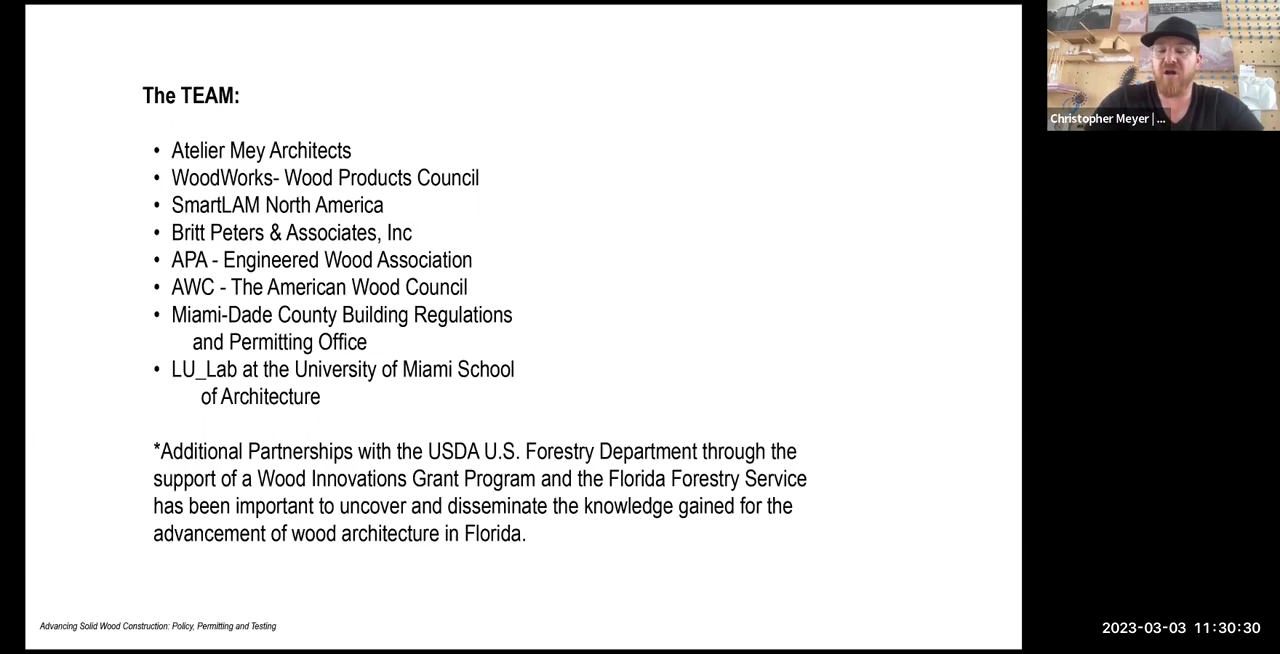 The TEAM:
• Atelier Mey Architects
• WoodWorks- Wood Products Council
• SmartLAM North America
• Britt Peters & Associates, Inc
• APA - Engineered Wood Association
• AWC - The American Wood Council
• Miami-Dade County Building Regulations
and Permitting Office
• LU_Lab at the University of Miami School
of Architecture
*Additional Partnerships with the USDA U.S. Forestry Department through the
support of a Wood Innovations Grant Program and the Florida Forestry Service
has been important to uncover and disseminate the knowledge gained for the
advancement of wood architecture in Florida.
Advancing Solid Wood Construction: Policy, Permitting and Testing
Christopher Meyer | ...
2023-03-03 11:30:30